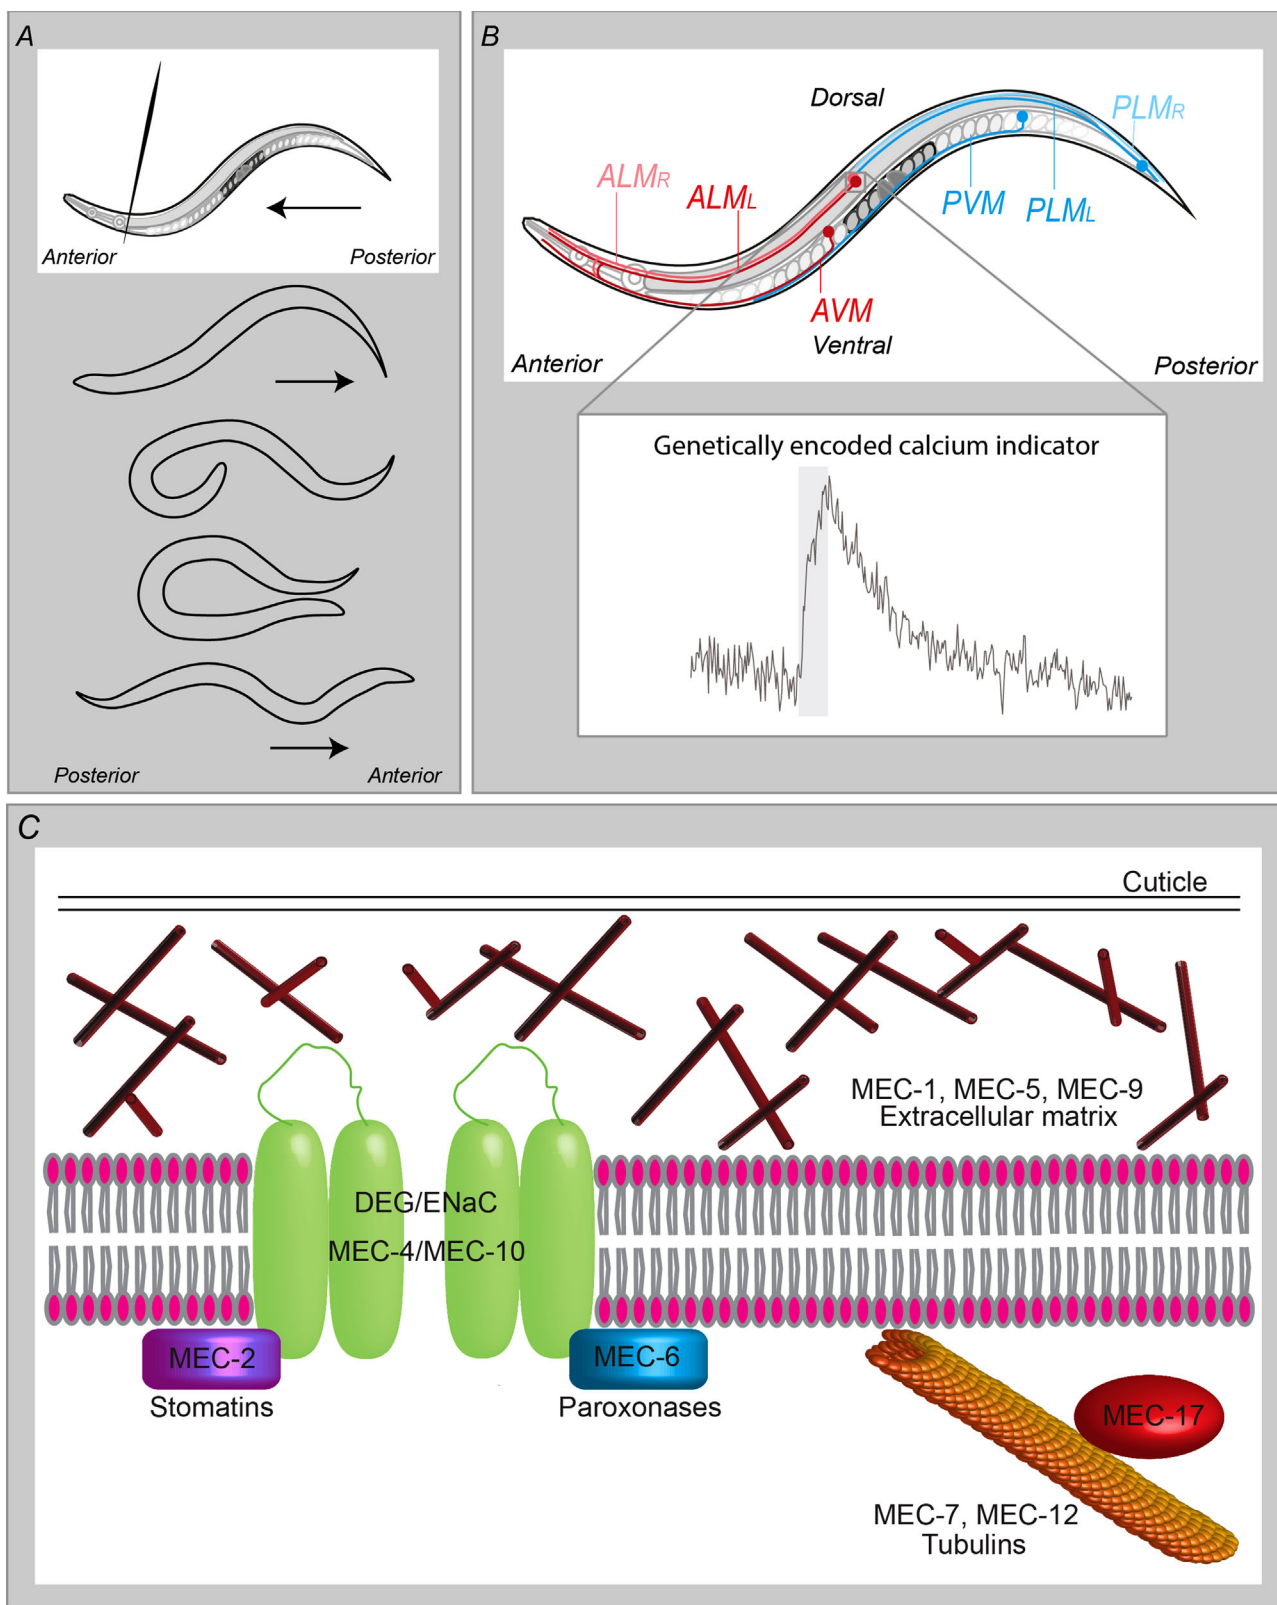 A
Anterior
Posterior
Posterior
Anterior
B
Dorsal
PLMR
ALMR
ALML
PVM
PLML
AVM
Ventral
Anterior
Posterior
Genetically encoded calcium indicator
C
Cuticle
MEC-1, MEC-5, MEC-9
Extracellular matrix
DEG/ENaC
MEC-4/MEC-10
MEC-2
MEC-6
Stomatins
Paroxonases
MEC-17
MEC-7, MEC-12
Tubulins